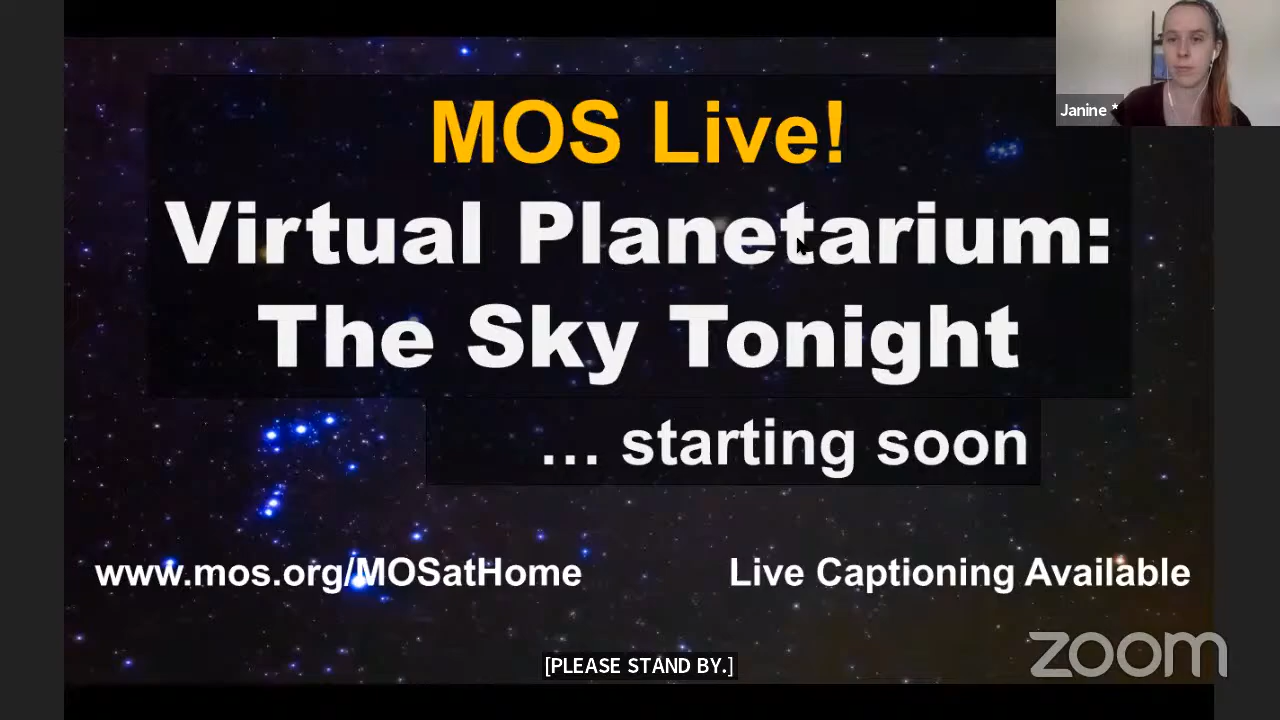 MOS Live!
Virtual Planetarium:
The Sky Tonight
... starting soon
www.mos.org/MOSatHome
Live Captioning Available
[PLEASE STAND BY.]
zoom
Janine *